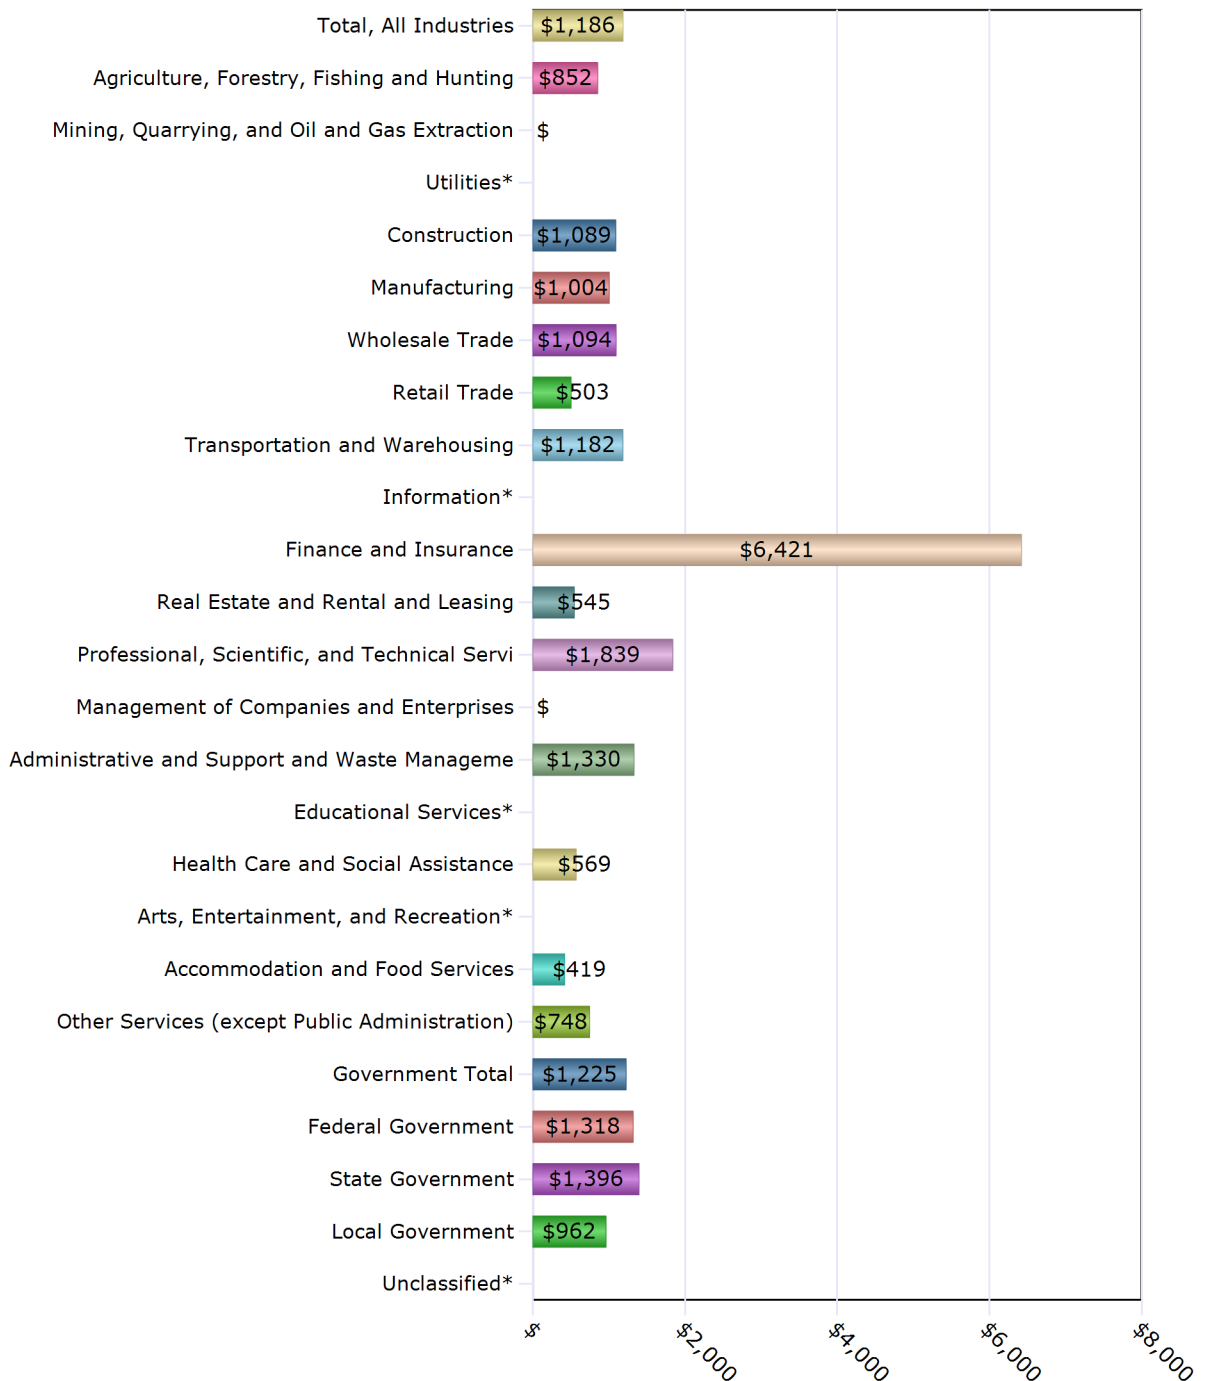 Total, All Industries $1,186
Agriculture, Forestry, Fishing and Hunting $852
Mining, Quarrying, and Oil and Gas Extraction $
Utilities*
Construction $1,089
Manufacturing $1,004
Wholesale Trade $1,094
Retail Trade $503
Transportation and Warehousing $1,182
Information*
Finance and Insurance $6,421
Real Estate and Rental and Leasing $545
Professional, Scientific, and Technical Servi $1,839
Management of Companies and Enterprises $
Administrative and Support and Waste Manageme $1,330
Educational Services*
Health Care and Social Assistance $569
Arts, Entertainment, and Recreation*
Accommodation and Food Services $419
Other Services (except Public Administration) $748
Government Total $1,225
Federal Government $1,318
State Government $1,396
Local Government $962
Unclassified*
$ $2,000 $4,000 $6,000 $8,000